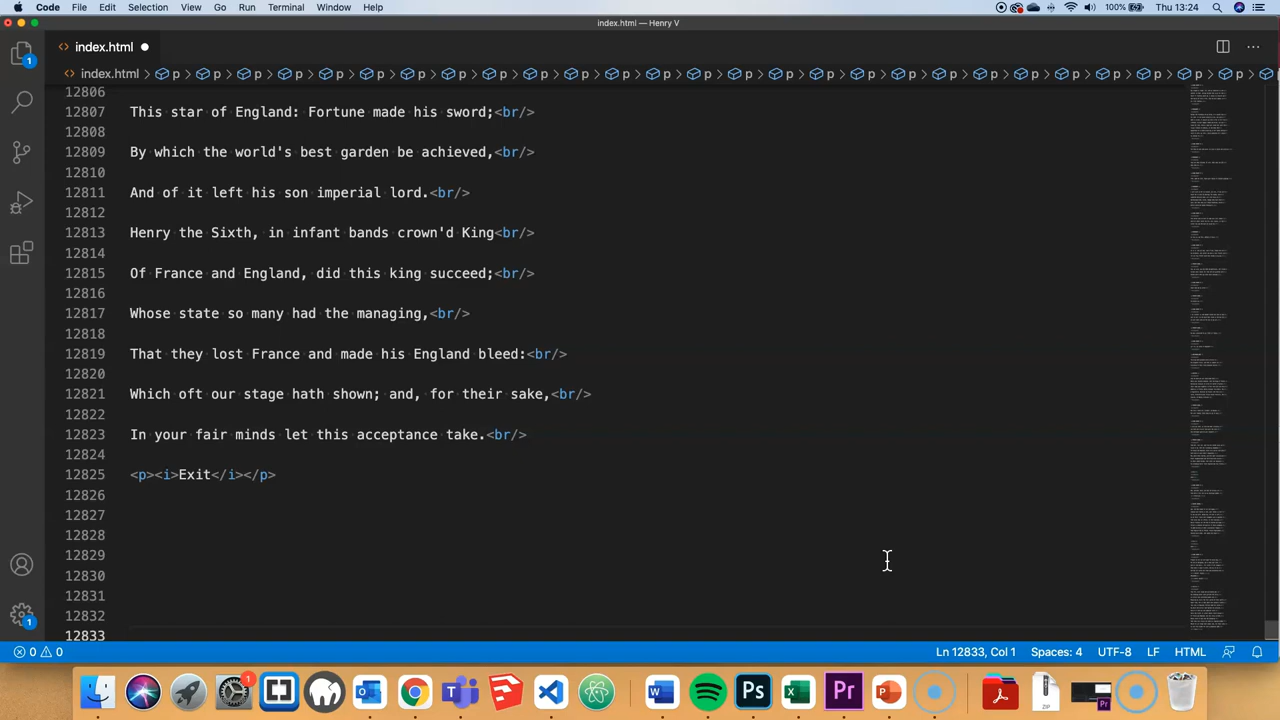 Code File Edit Selection View Go Run Terminal Window Help 100% Thu 13:24
index.html — Henry V
index.html
index.html p p p p p p p p p p p p p p p p p p p p p p p p p p p
12806
12807 This star of England: Fortune made his sword;<br/>
12808
12809 By which the world's best garden be achieved,<br/>
12810
12811 And of it left his son imperial lord.<br/>
12812
12813 Henry the Sixth, in infant bands crown'd King<br/>
12814
12815 Of France and England, did this king succeed;<br/>
12816
12817 Whose state so many had the managing,<br/>
12818
12819 That they lost France and made his England bleed:<br/>
12820
12821 Which oft our stage hath shown; and, for their sake,<br/>
12822
12823 In your fair minds let this acceptance take.<br/>
12824
12825 <p><i>Exit</i></p>
12826
12827
12828
12829
12830
12831
12832
12833
0 0 Ln 12833, Col 1 Spaces: 4 UTF-8 LF HTML